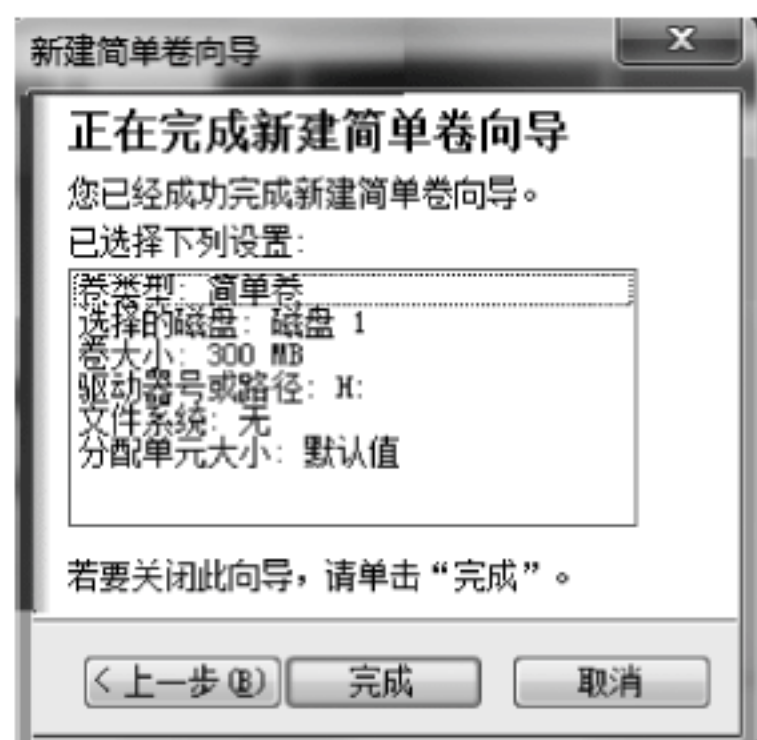 新建简单卷向导
正在完成新建简单卷向导
您已经成功完成新建简单卷向导。
已选择下列设置:
卷类型: 简单卷
选择的磁盘: 磁盘 1
卷大小: 300 MB
驱动器号或路径: H:
文件系统: 无
分配单元大小: 默认值
若要关闭此向导，请单击“完成”。
<上一步(B) 完成 取消